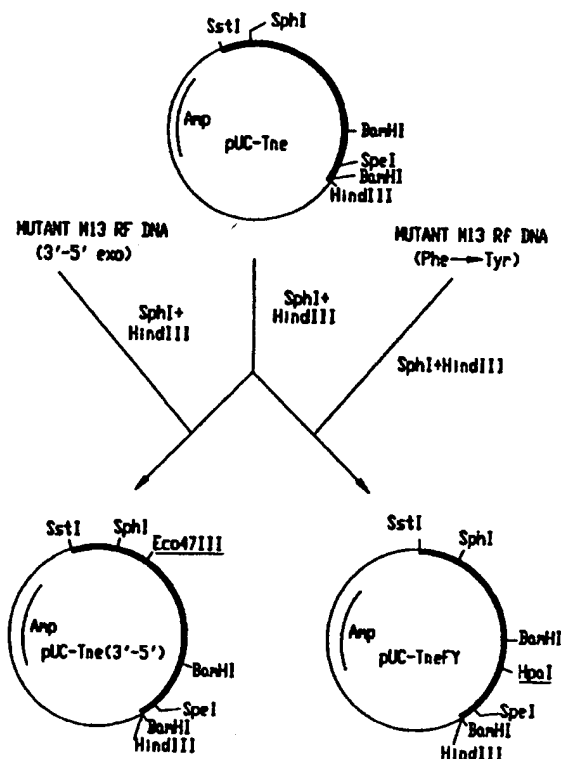 SstI
SphI
Amp
pUC-Tne
BamHI
SpeI
BamHI
HindIII
MUTANT M13 RF DNA
(3'-5' exo)
MUTANT M13 Rf DNA
(Phe→Tyr)
SphI+
HindIII
SphI+
HindIII
SphI+HindIII
SstI
SphI
Eco47III
Amp
pUC-Tne(3'-5')
BamHI
SpeI
BamHI
HindIII
SstI
SphI
Amp
pUC-TneFY
BamHI
HpaI
SpeI
BamHI
HindIII